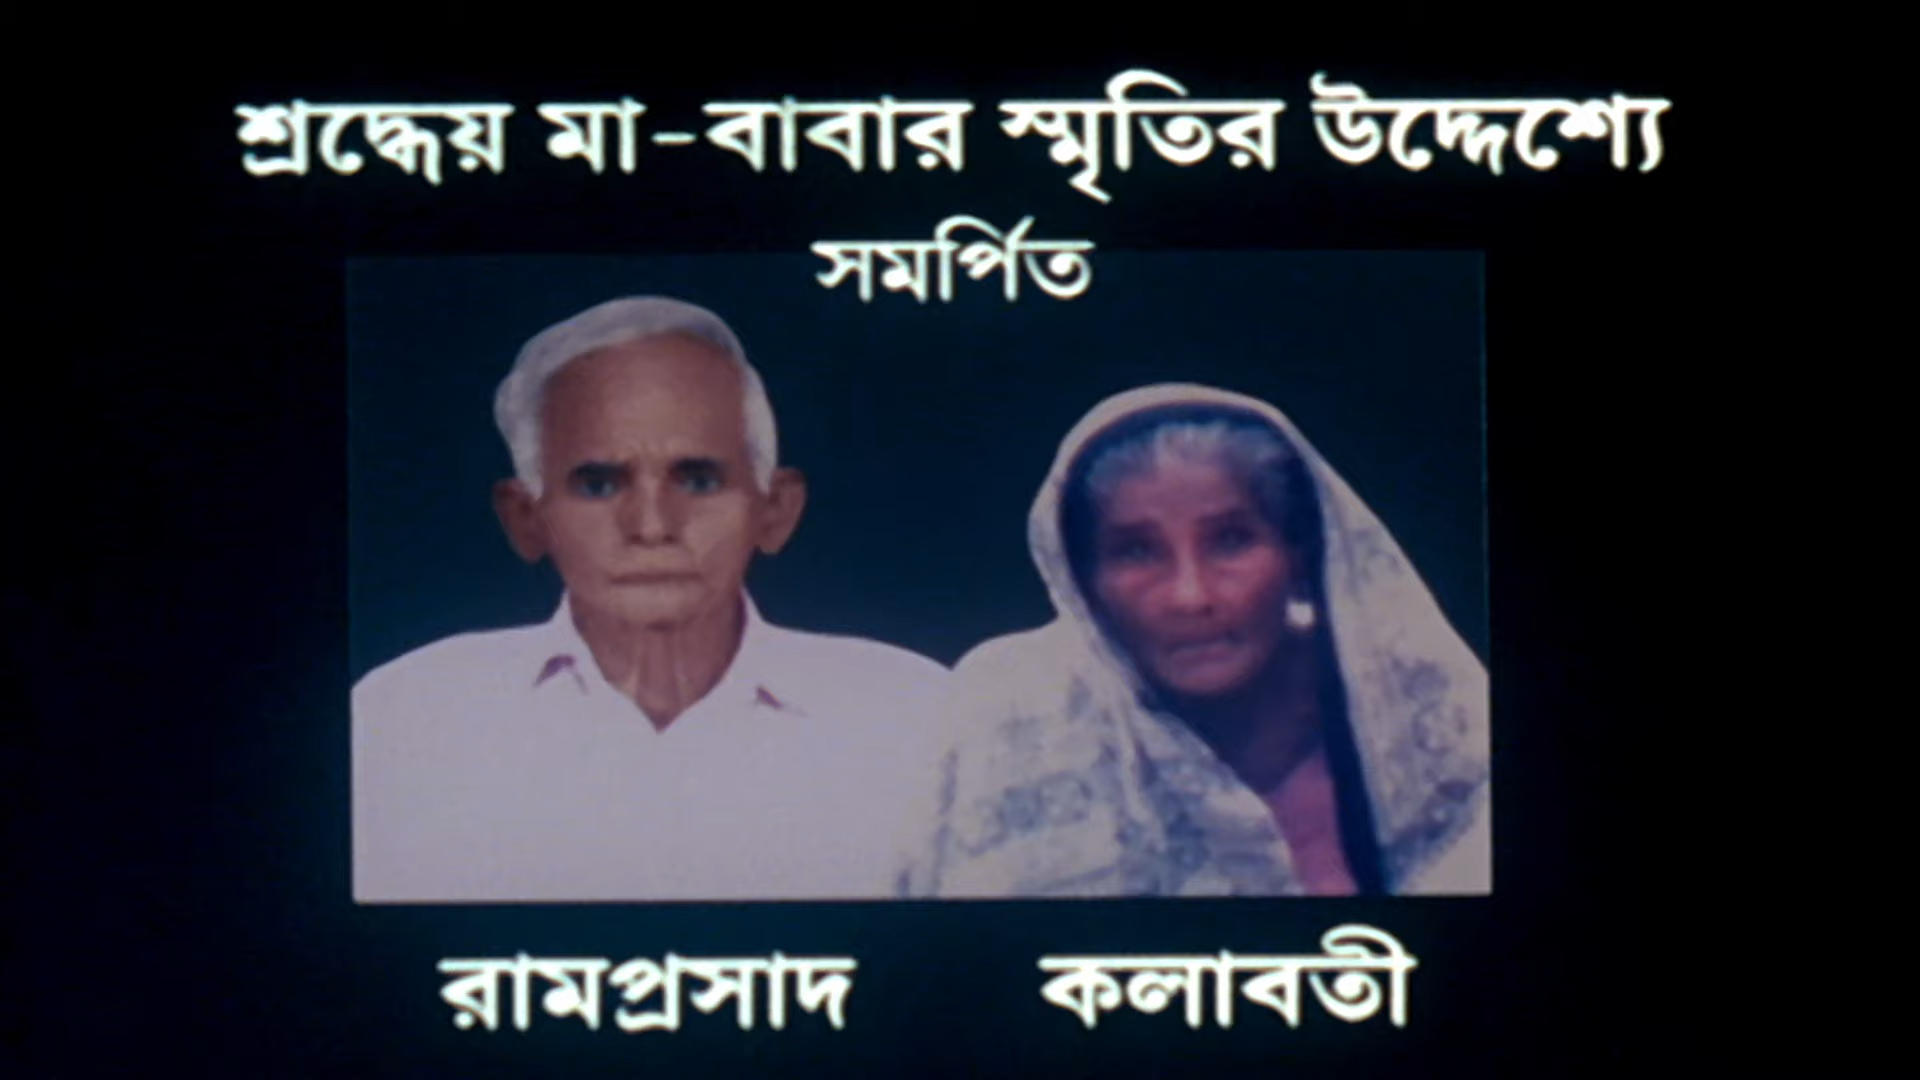 শ্রদ্ধেয় মা-বাবার স্মৃতির উদ্দেশ্যে
সমর্পিত
রামপ্রসাদ কলাবতী